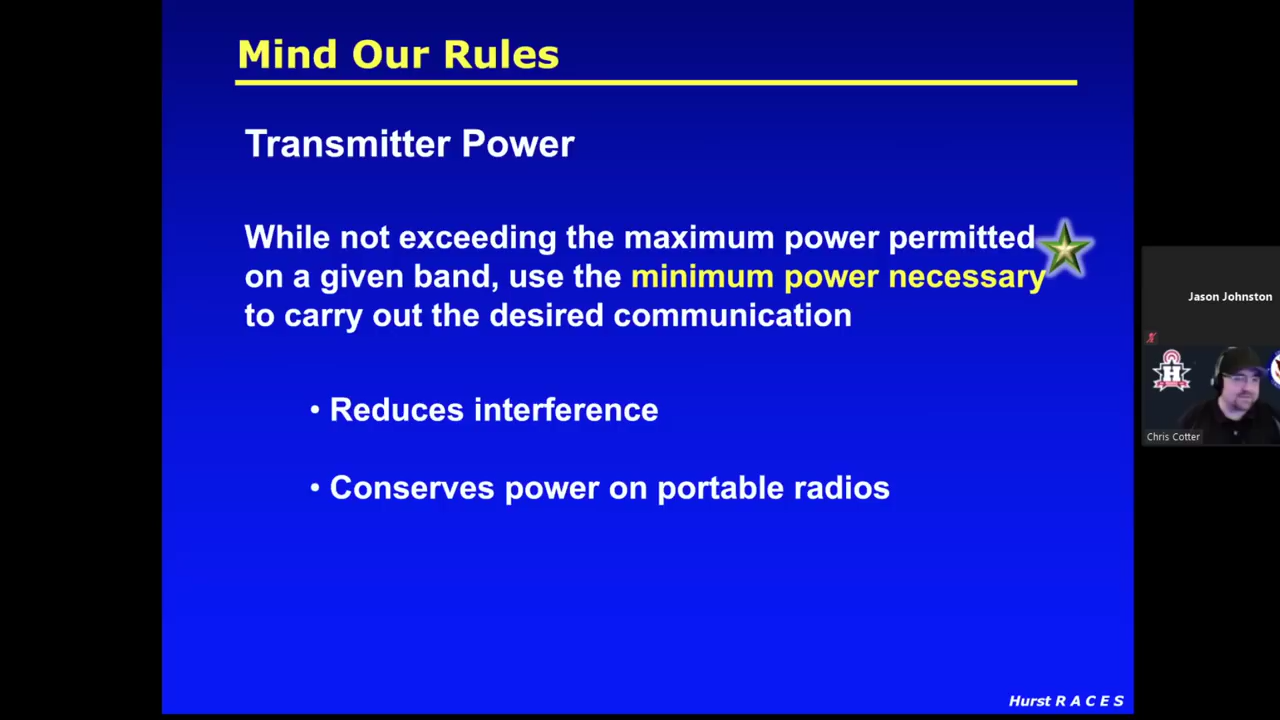 Mind Our Rules
Transmitter Power
While not exceeding the maximum power permitted
on a given band, use the minimum power necessary
to carry out the desired communication
• Reduces interference
• Conserves power on portable radios
Hurst R A C E S
Jason Johnston
H
Chris Cotter